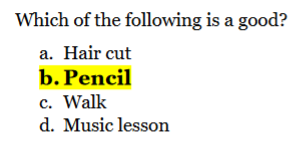 Which of the following is a good?
a. Hair cut
b. Pencil
c. Walk
d. Music lesson